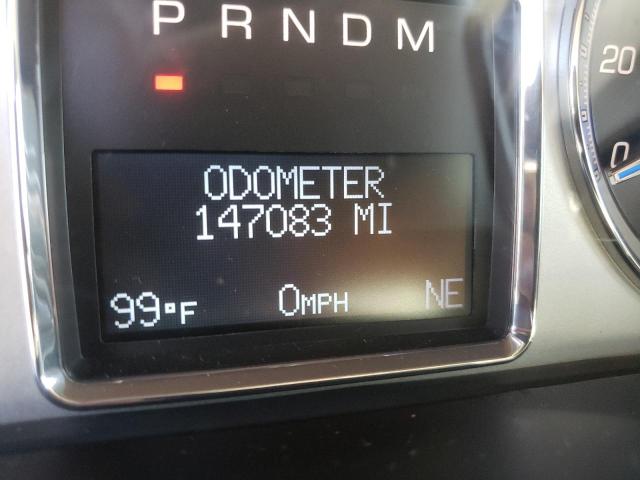 P R N D M
20
0
ODOMETER
147083 MI
99°F 0MPH NE